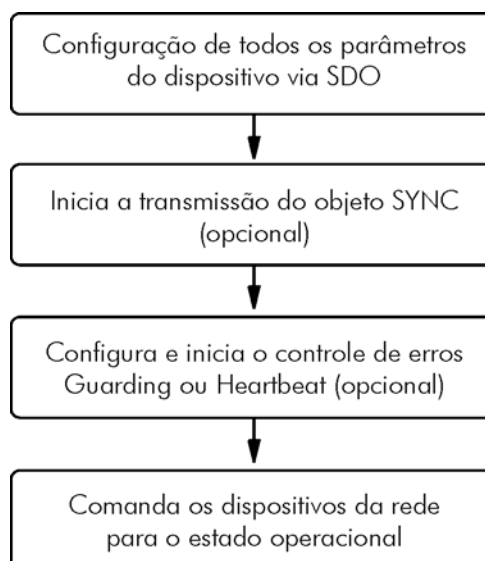 Configuração de todos os parâmetros
do dispositivo via SDO
Inicia a transmissão do objeto SYNC
(opcional)
Configura e inicia o controle de erros
Guarding ou Heartbeat (opcional)
Comanda os dispositivos da rede
para o estado operacional